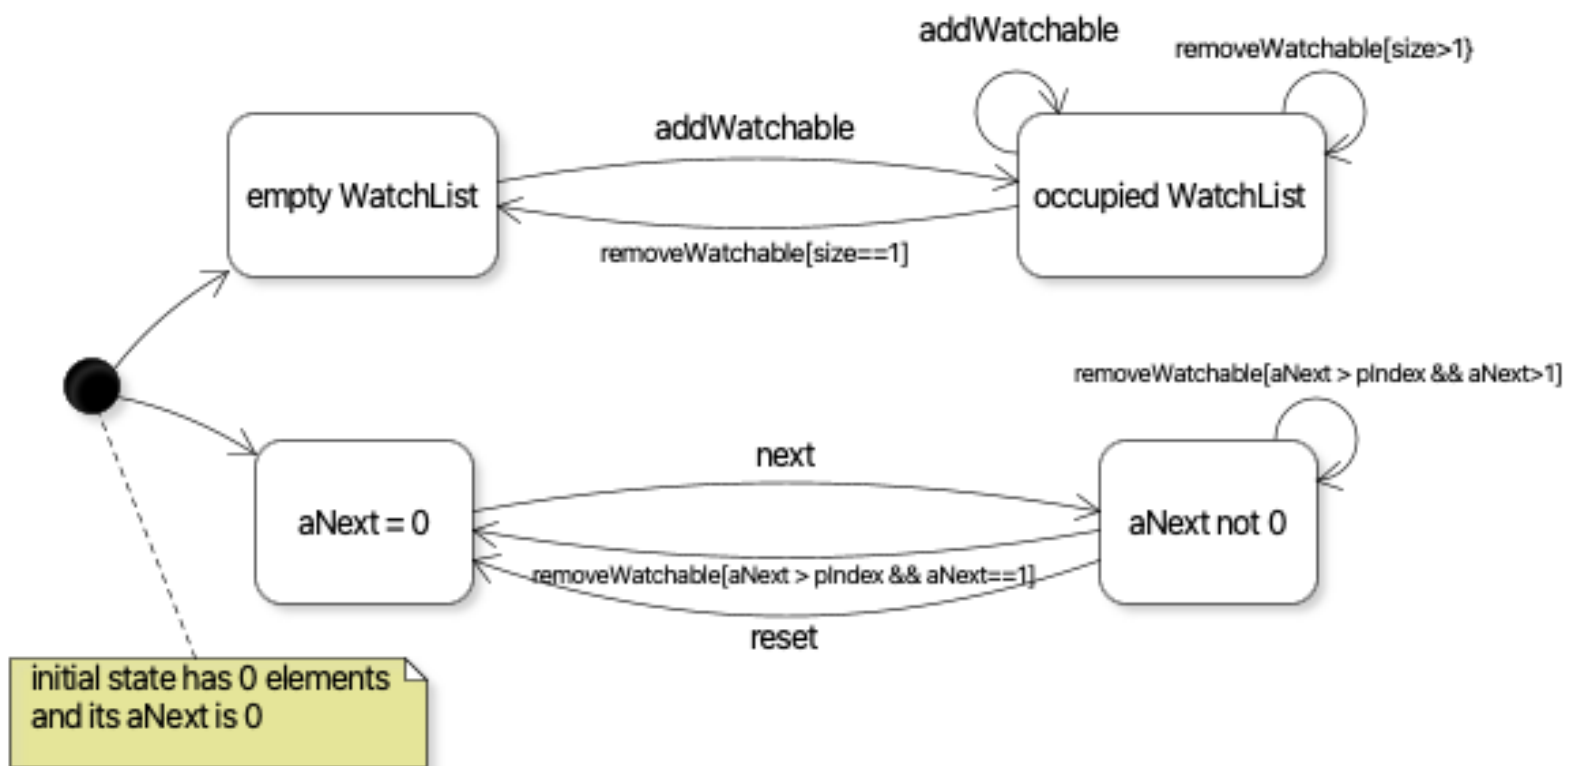 addWatchable
removeWatchable[size>1}
addWatchable
empty WatchList
occupied WatchList
removeWatchable[size==1]
removeWatchable[aNext > pIndex && aNext>1]
next
aNext = 0
aNext not 0
removeWatchable[aNext > pIndex && aNext==1]
reset
initial state has 0 elements
and its aNext is 0